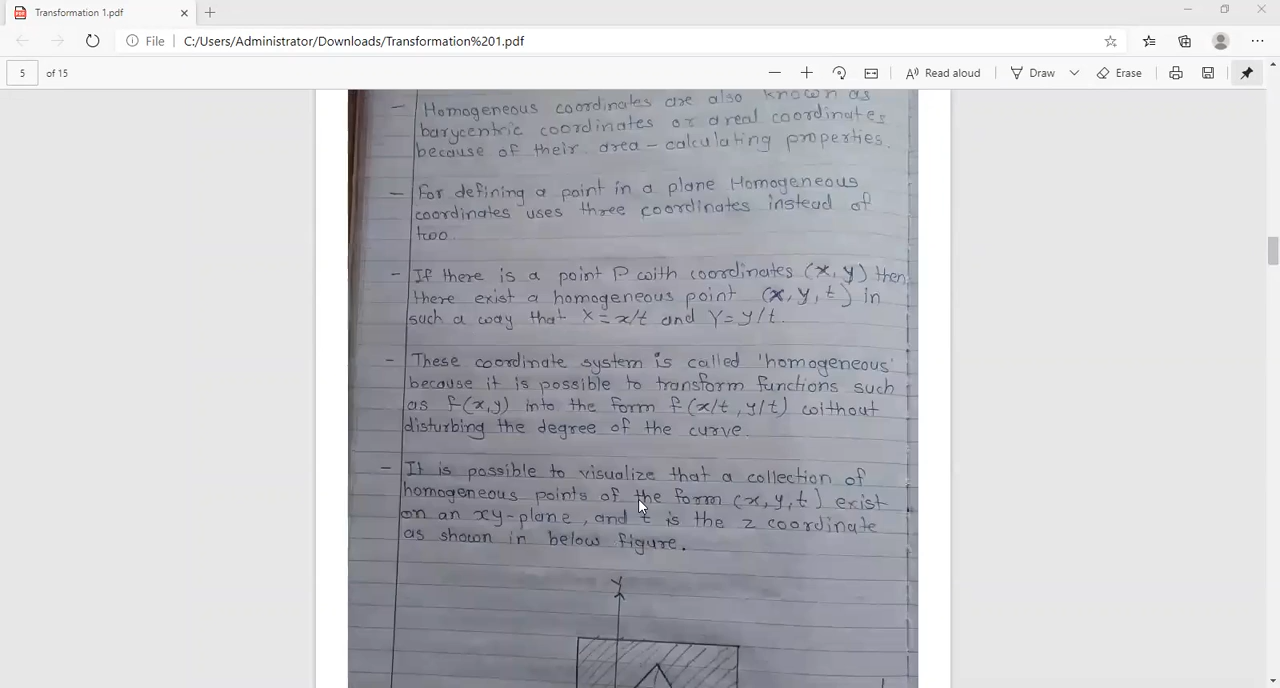 Transformation 1.pdf
File
C:/Users/Administrator/Downloads/Transformation%201.pdf
5 of 15
Read aloud
Draw
Erase
- Homogeneous coordinates are also known as
barycentric coordinates or areal coordinates
because of their area-calculating properties.
- For defining a point in a plane Homogeneous
coordinates uses three coordinates instead of
two.
- If there is a point P with coordinates (x, y) then
there exist a homogeneous point (x, y, t) in
such a way that X = x/t and Y = y/t.
- These coordinate system is called 'homogeneous'
because it is possible to transform functions such
as f(x,y) into the form f(x/t, y/t) without
disturbing the degree of the curve.
- It is possible to visualize that a collection of
homogeneous points of the form (x, y, t) exist
on an xy-plane, and t is the z coordinate
as shown in below figure.
Y